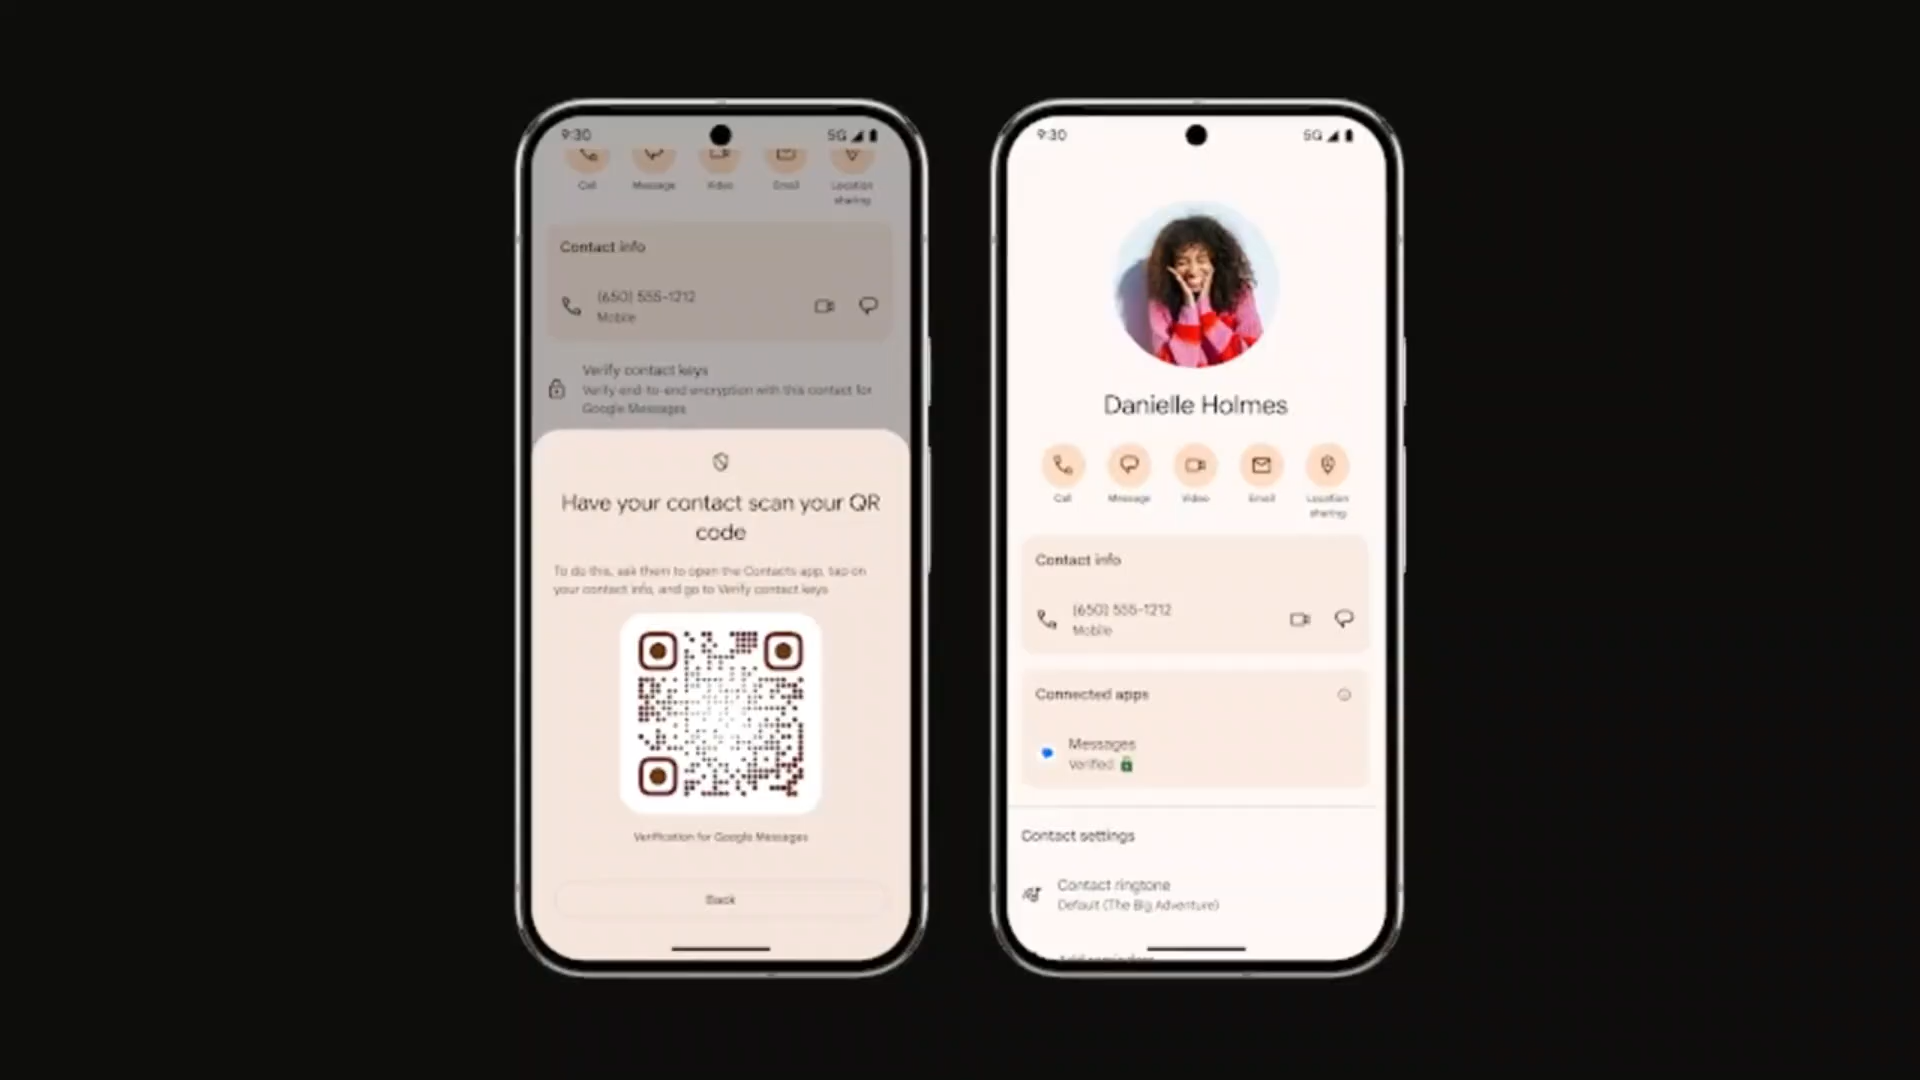 9:30
5G
Call
Message
Video
Email
Location
sharing
Contact info
(650) 555-1212
Mobile
Verify contact keys
Verify end-to-end encryption with this contact for
Google Messages
Have your contact scan your QR
code
To do this, ask them to open the Contacts app, tap on
your contact info, and go to Verify contact keys
Verification for Google Messages
Back
9:30
5G
Danielle Holmes
Call
Message
Video
Email
Location
sharing
Contact info
(650) 555-1212
Mobile
Connected apps
Messages
Verified
Contact settings
Contact ringtone
Default (The Big Adventure)